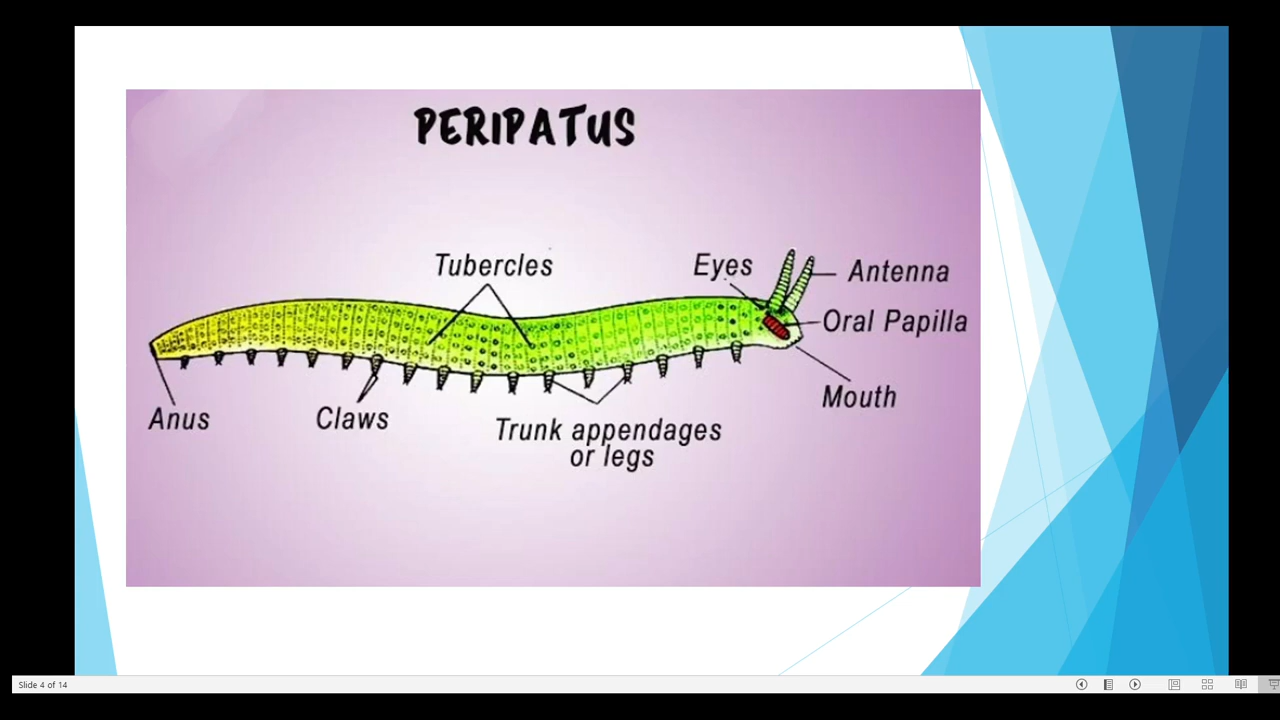 PERIPATUS
Tubercles
Eyes
Antenna
Oral Papilla
Mouth
Anus
Claws
Trunk appendages
or legs
Slide 4 of 14